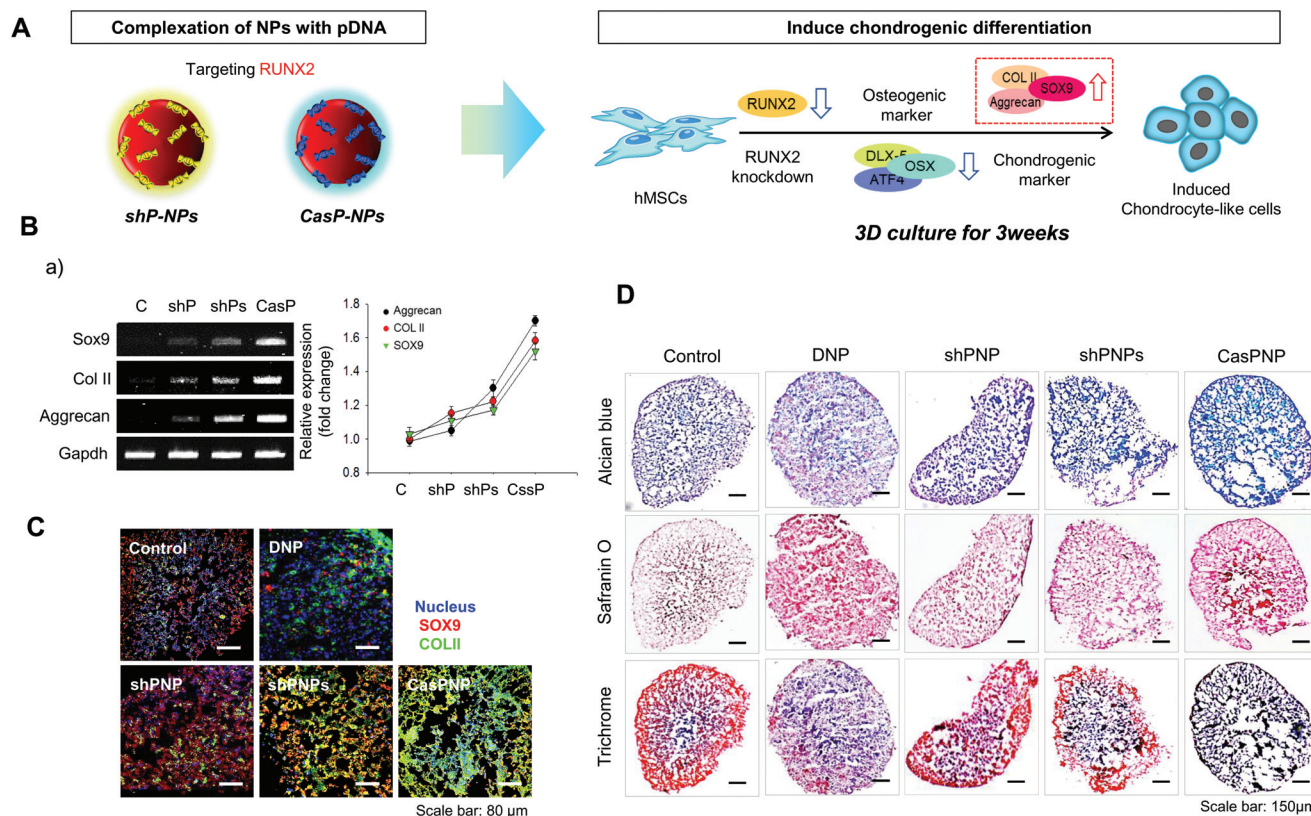 A
Complexation of NPs with pDNA
Targeting RUNX2
shP-NPs
CasP-NPs
Induce chondrogenic differentiation
hMSCs
RUNX2
RUNX2
knockdown
Osteogenic
marker
DLX-5
OSX
ATF4
COL II
SOX9
Aggrecan
Chondrogenic
marker
Induced
Chondrocyte-like cells
3D culture for 3weeks
B
a)
C shP shPs CasP
Sox9
Col II
Aggrecan
Gapdh
Relative expression
(fold change)
1.8
1.6
1.4
1.2
1.0
0.8
Aggrecan
COL II
SOX9
C shP shPs CssP
C
Control
DNP
Nucleus
SOX9
COLII
shPNP
shPNPs
CasPNP
Scale bar: 80 μm
D
Control DNP shPNP shPNPs CasPNP
Alcian blue
Safranin O
Trichrome
Scale bar: 150μm